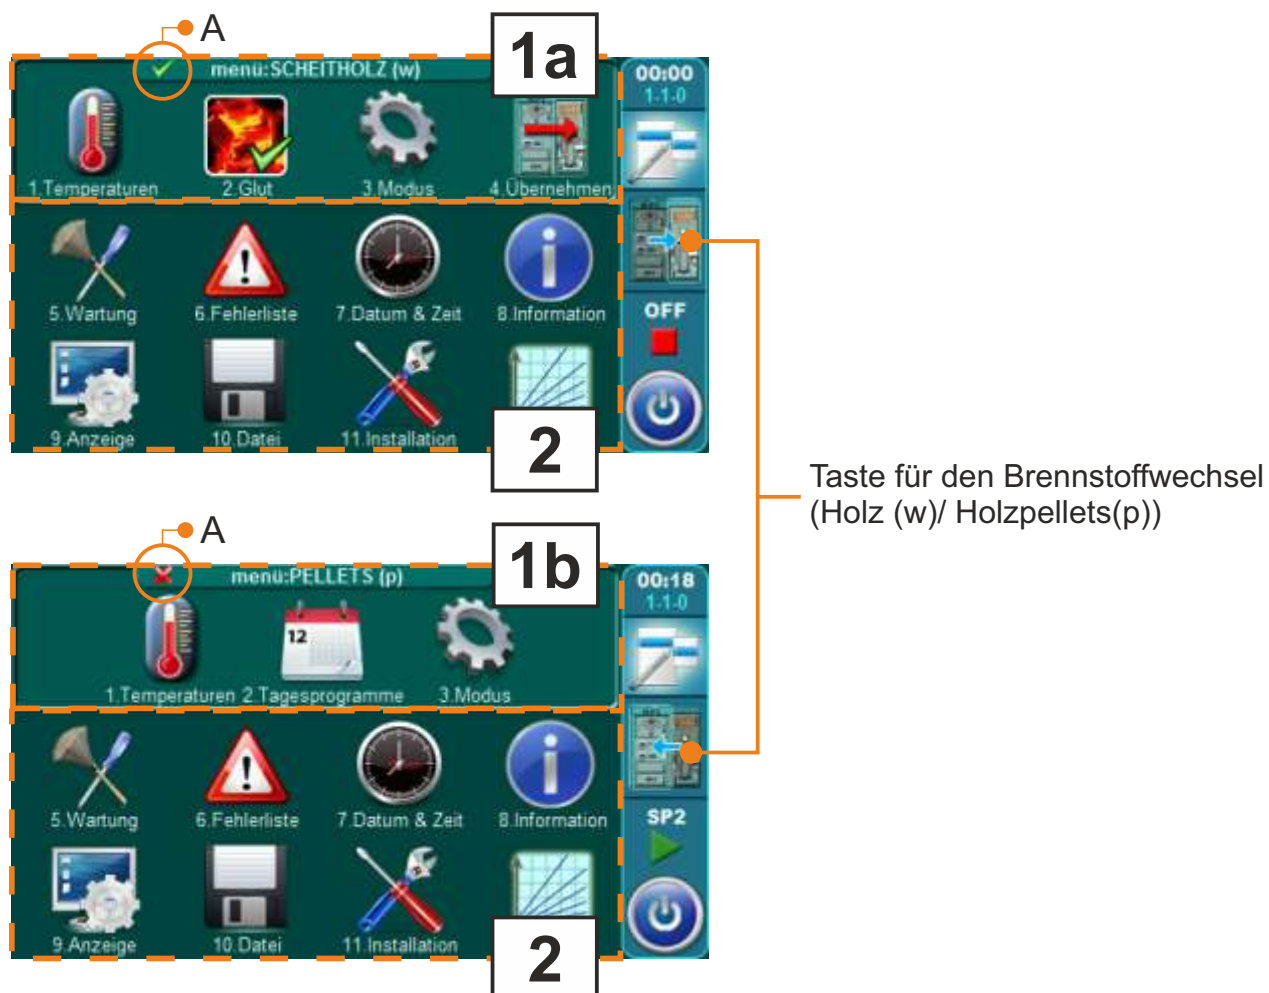 A
1a
menü:SCHEITHOLZ (w)
00:00
1-1-0
1.Temperaturen 2.Glut 3.Modus 4.Übernehmen
5.Wartung 6.Fehlerliste 7.Datum & Zeit 8.Information
OFF
9.Anzeige 10.Datei 11.Installation
2
Taste für den Brennstoffwechsel
(Holz (w)/ Holzpellets(p))
A
1b
menü:PELLETS (p)
00:18
1-1-0
12
1.Temperaturen 2.Tagesprogramme 3.Modus
5.Wartung 6.Fehlerliste 7.Datum & Zeit 8.Information
SP2
9.Anzeige 10.Datei 11.Installation
2